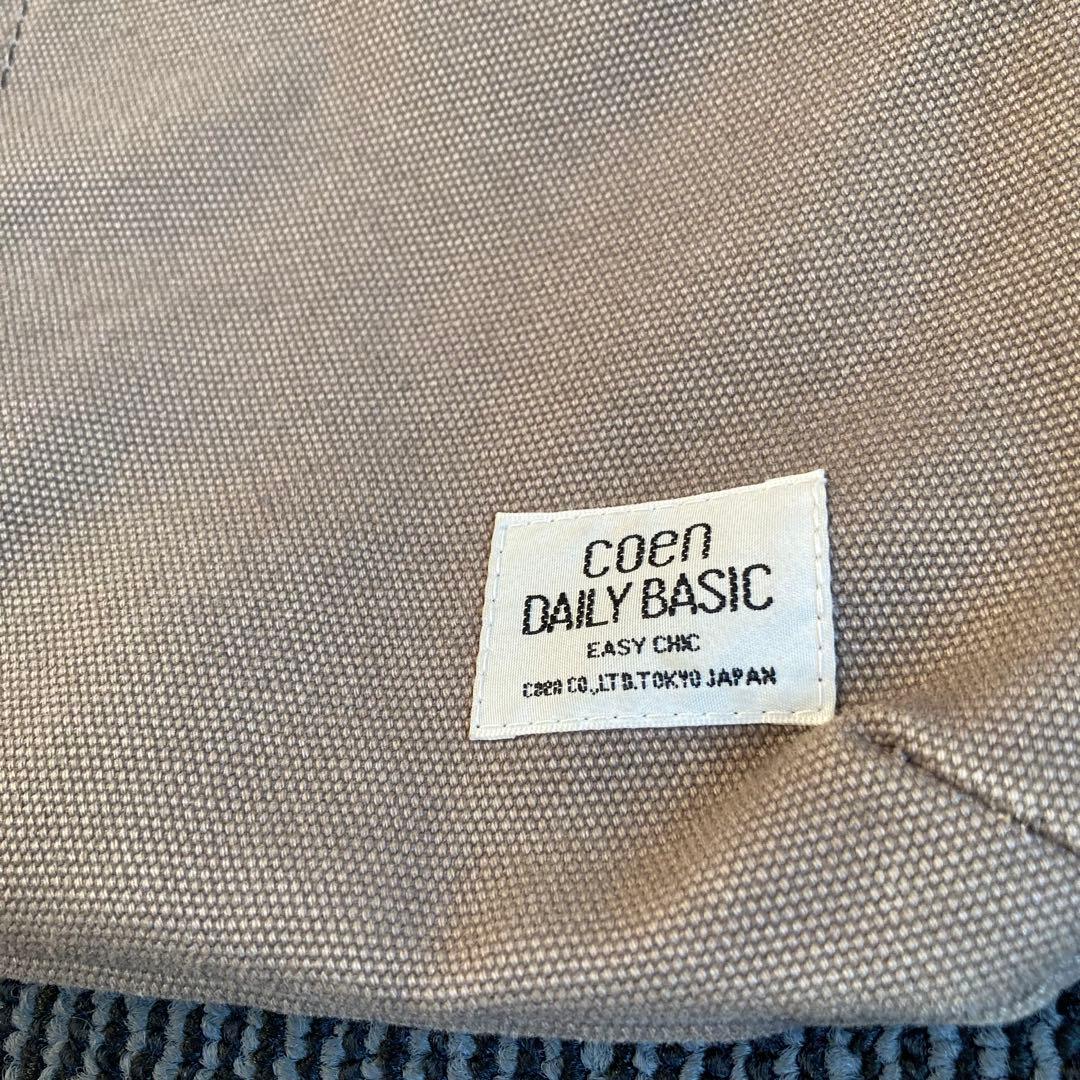 coen
DAILY BASIC
EASY CHIC
coen CO.,LTD.TOKYO JAPAN